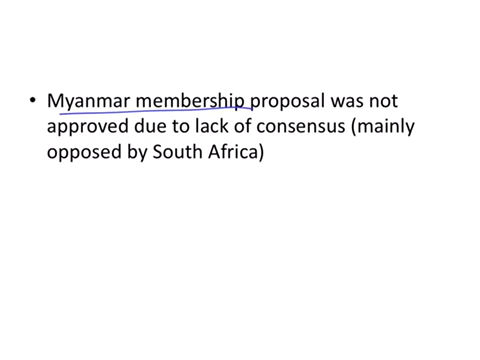 • Myanmar membership proposal was not
approved due to lack of consensus (mainly
opposed by South Africa)